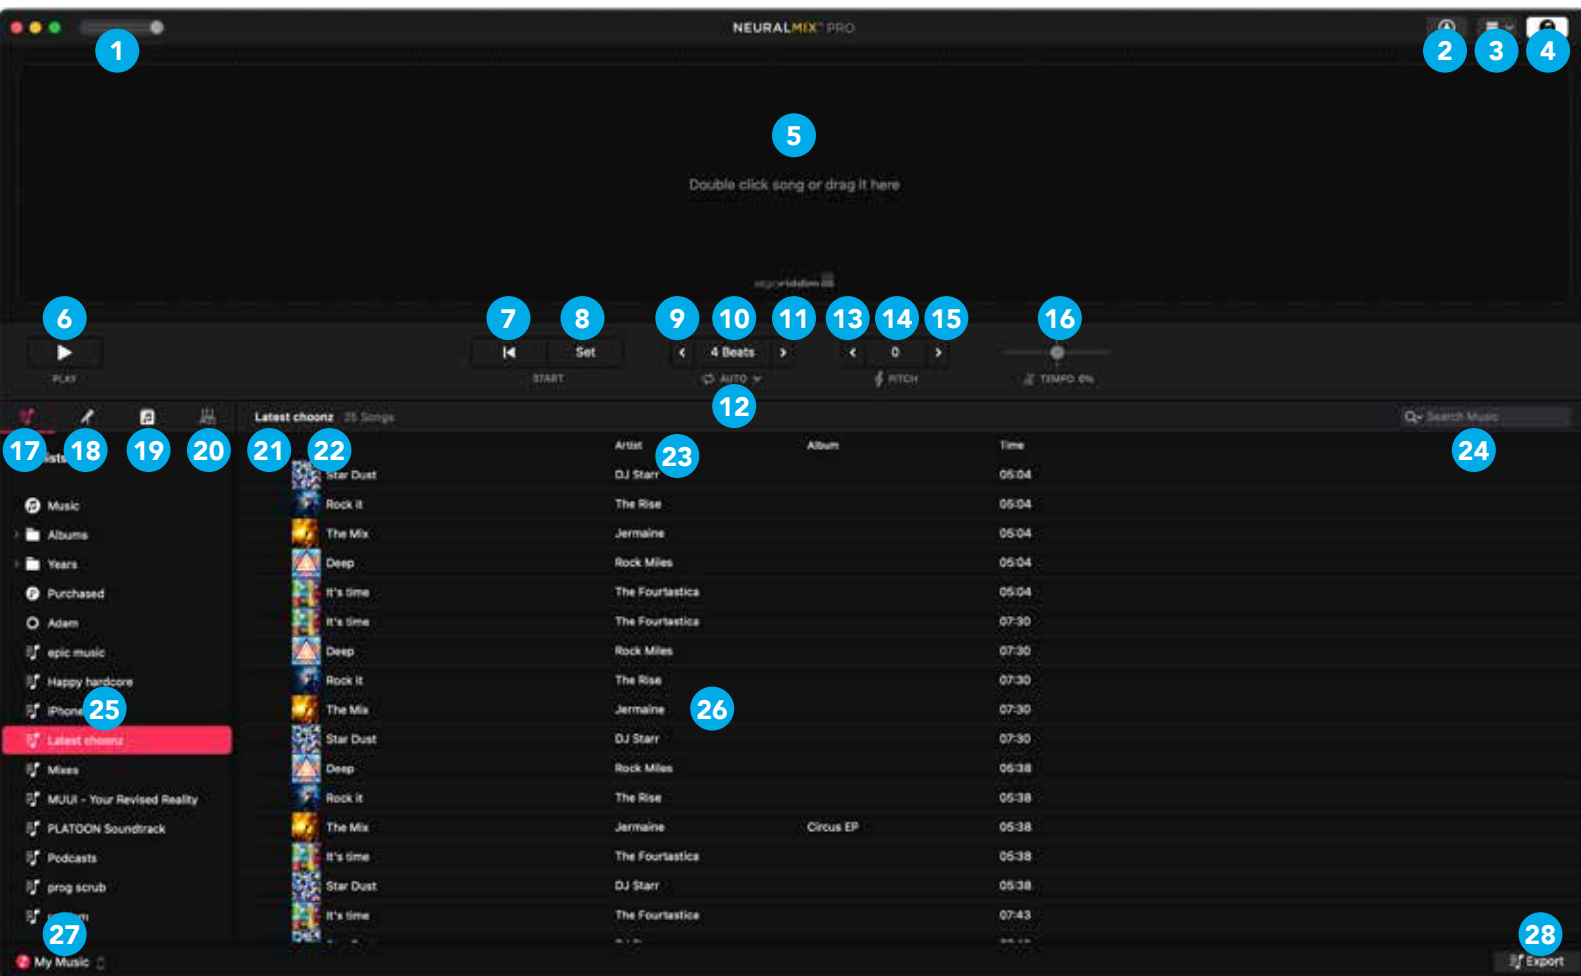 NEURALMIX™ PRO
1
2
3
4
5
Double click song or drag it here
algoriddim
6
7
8
9
10
11
13
14
15
16
Set
4 Beats
0
PLAY
START
AUTO
PITCH
TEMPO 0%
12
Latest choonz 25 Songs
Search Music
17
18
19
20
21
22
23
24
Artist
Album
Time
Star Dust DJ Starr 05:04
Music
Rock it The Rise 05:04
Albums
The Mix Jermaine 05:04
Years
Deep Rock Miles 05:04
Purchased
It's time The Fourtastica 05:04
Adam
It's time The Fourtastica 07:30
epic music
Deep Rock Miles 07:30
Happy hardcore
Rock it The Rise 07:30
iPhone
25
The Mix Jermaine 26 07:30
Latest choonz
Star Dust DJ Starr 07:30
Mixes
Deep Rock Miles 05:38
MUUI - Your Revised Reality
Rock it The Rise 05:38
PLATOON Soundtrack
The Mix Jermaine Circus EP 05:38
Podcasts
It's time The Fourtastica 05:38
prog scrub
Star Dust DJ Starr 05:38
It's time The Fourtastica 07:43
27
28
My Music
Export